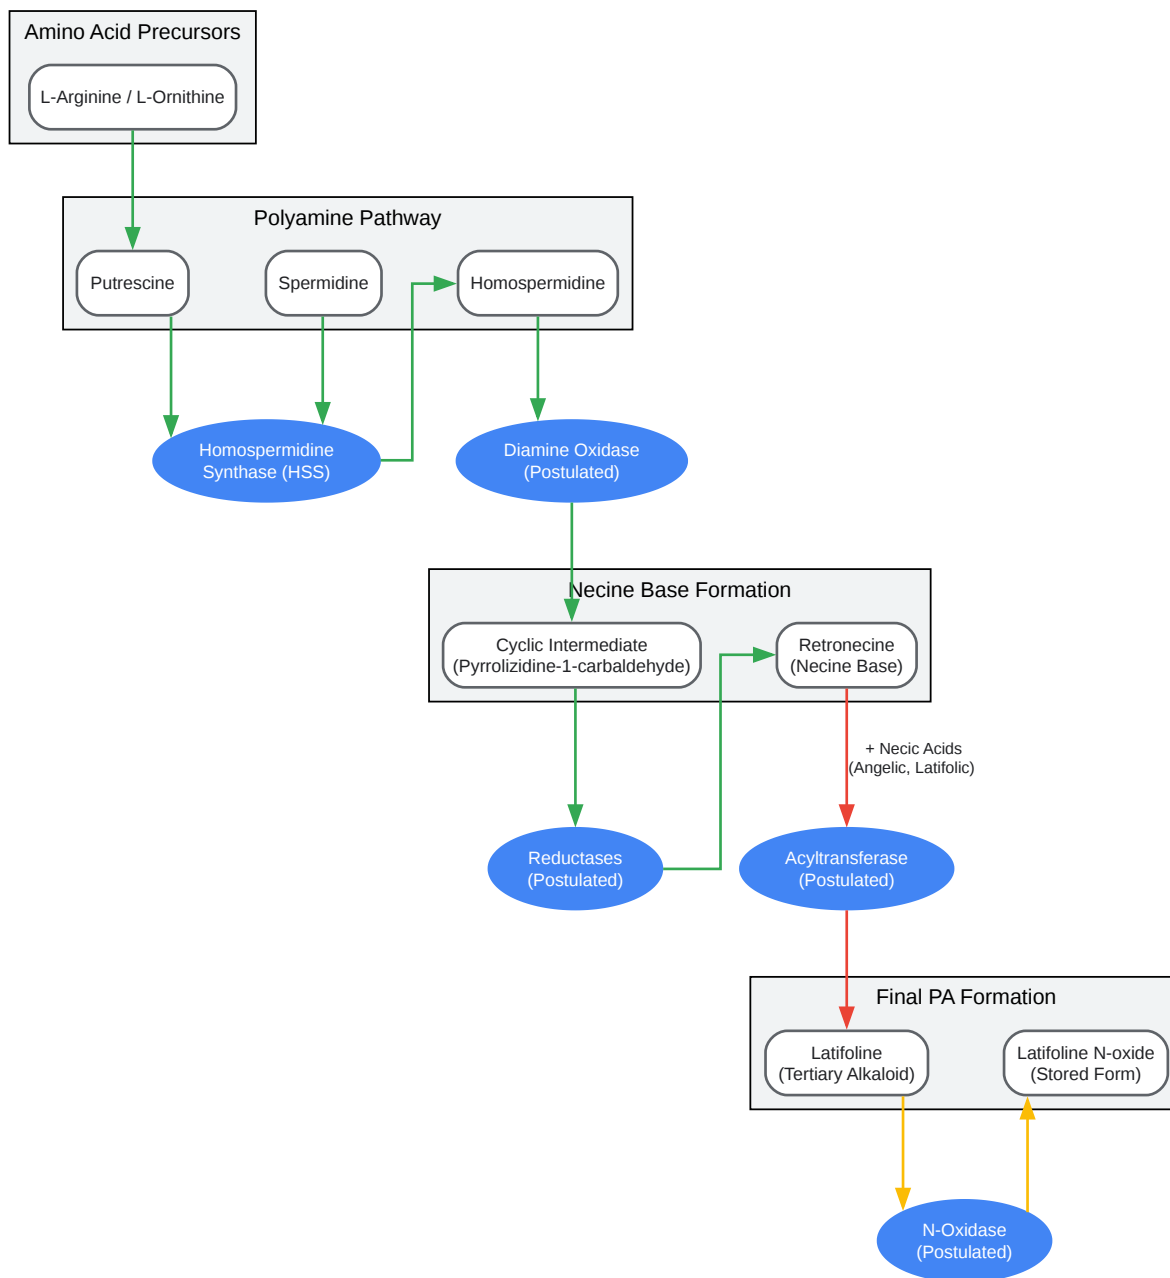 Amino Acid Precursors
L-Arginine / L-Ornithine
Polyamine Pathway
Putrescine
Spermidine
Homospermidine
Homospermidine
Synthase (HSS)
Diamine Oxidase
(Postulated)
Necine Base Formation
Cyclic Intermediate
(Pyrrolizidine-1-carbaldehyde)
Retronecine
(Necine Base)
+ Necic Acids
(Angelic, Latifolic)
Reductases
(Postulated)
Acyltransferase
(Postulated)
Final PA Formation
Latifoline
(Tertiary Alkaloid)
Latifoline N-oxide
(Stored Form)
N-Oxidase
(Postulated)